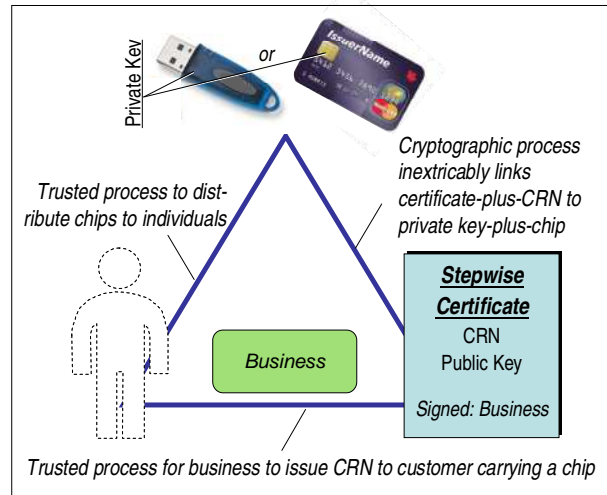 Private Key
or
IssuerName
Cryptographic process
inextricably links
certificate-plus-CRN to
private key-plus-chip
Trusted process to dist-
ribute chips to individuals
Stepwise
Certificate
CRN
Public Key
Signed: Business
Business
Trusted process for business to issue CRN to customer carrying a chip